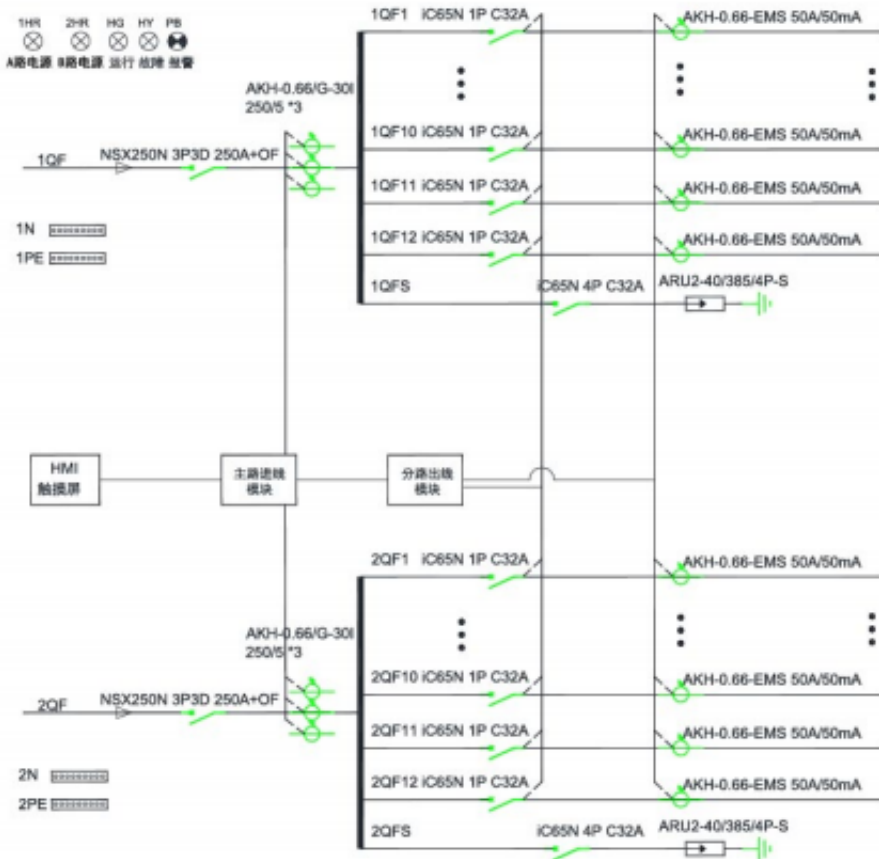 1HR 2HR HG HY PB
A路电源 B路电源 运行 故障 报警
1QF1 iC65N 1P C32A AKH-0.66-EMS 50A/50mA
AKH-0.66/G-30I
250/5 *3
1QF10 iC65N 1P C32A AKH-0.66-EMS 50A/50mA
1QF NSX250N 3P3D 250A+OF
1QF11 iC65N 1P C32A AKH-0.66-EMS 50A/50mA
1N
1QF12 iC65N 1P C32A AKH-0.66-EMS 50A/50mA
1PE
1QFS iC65N 4P C32A ARU2-40/385/4P-S
HMI
触摸屏
主路进线
模块
分路出线
模块
2QF1 iC65N 1P C32A AKH-0.66-EMS 50A/50mA
AKH-0.66/G-30I
250/5 *3
2QF10 iC65N 1P C32A AKH-0.66-EMS 50A/50mA
2QF NSX250N 3P3D 250A+OF
2QF11 iC65N 1P C32A AKH-0.66-EMS 50A/50mA
2N
2QF12 iC65N 1P C32A AKH-0.66-EMS 50A/50mA
2PE
2QFS iC65N 4P C32A ARU2-40/385/4P-S